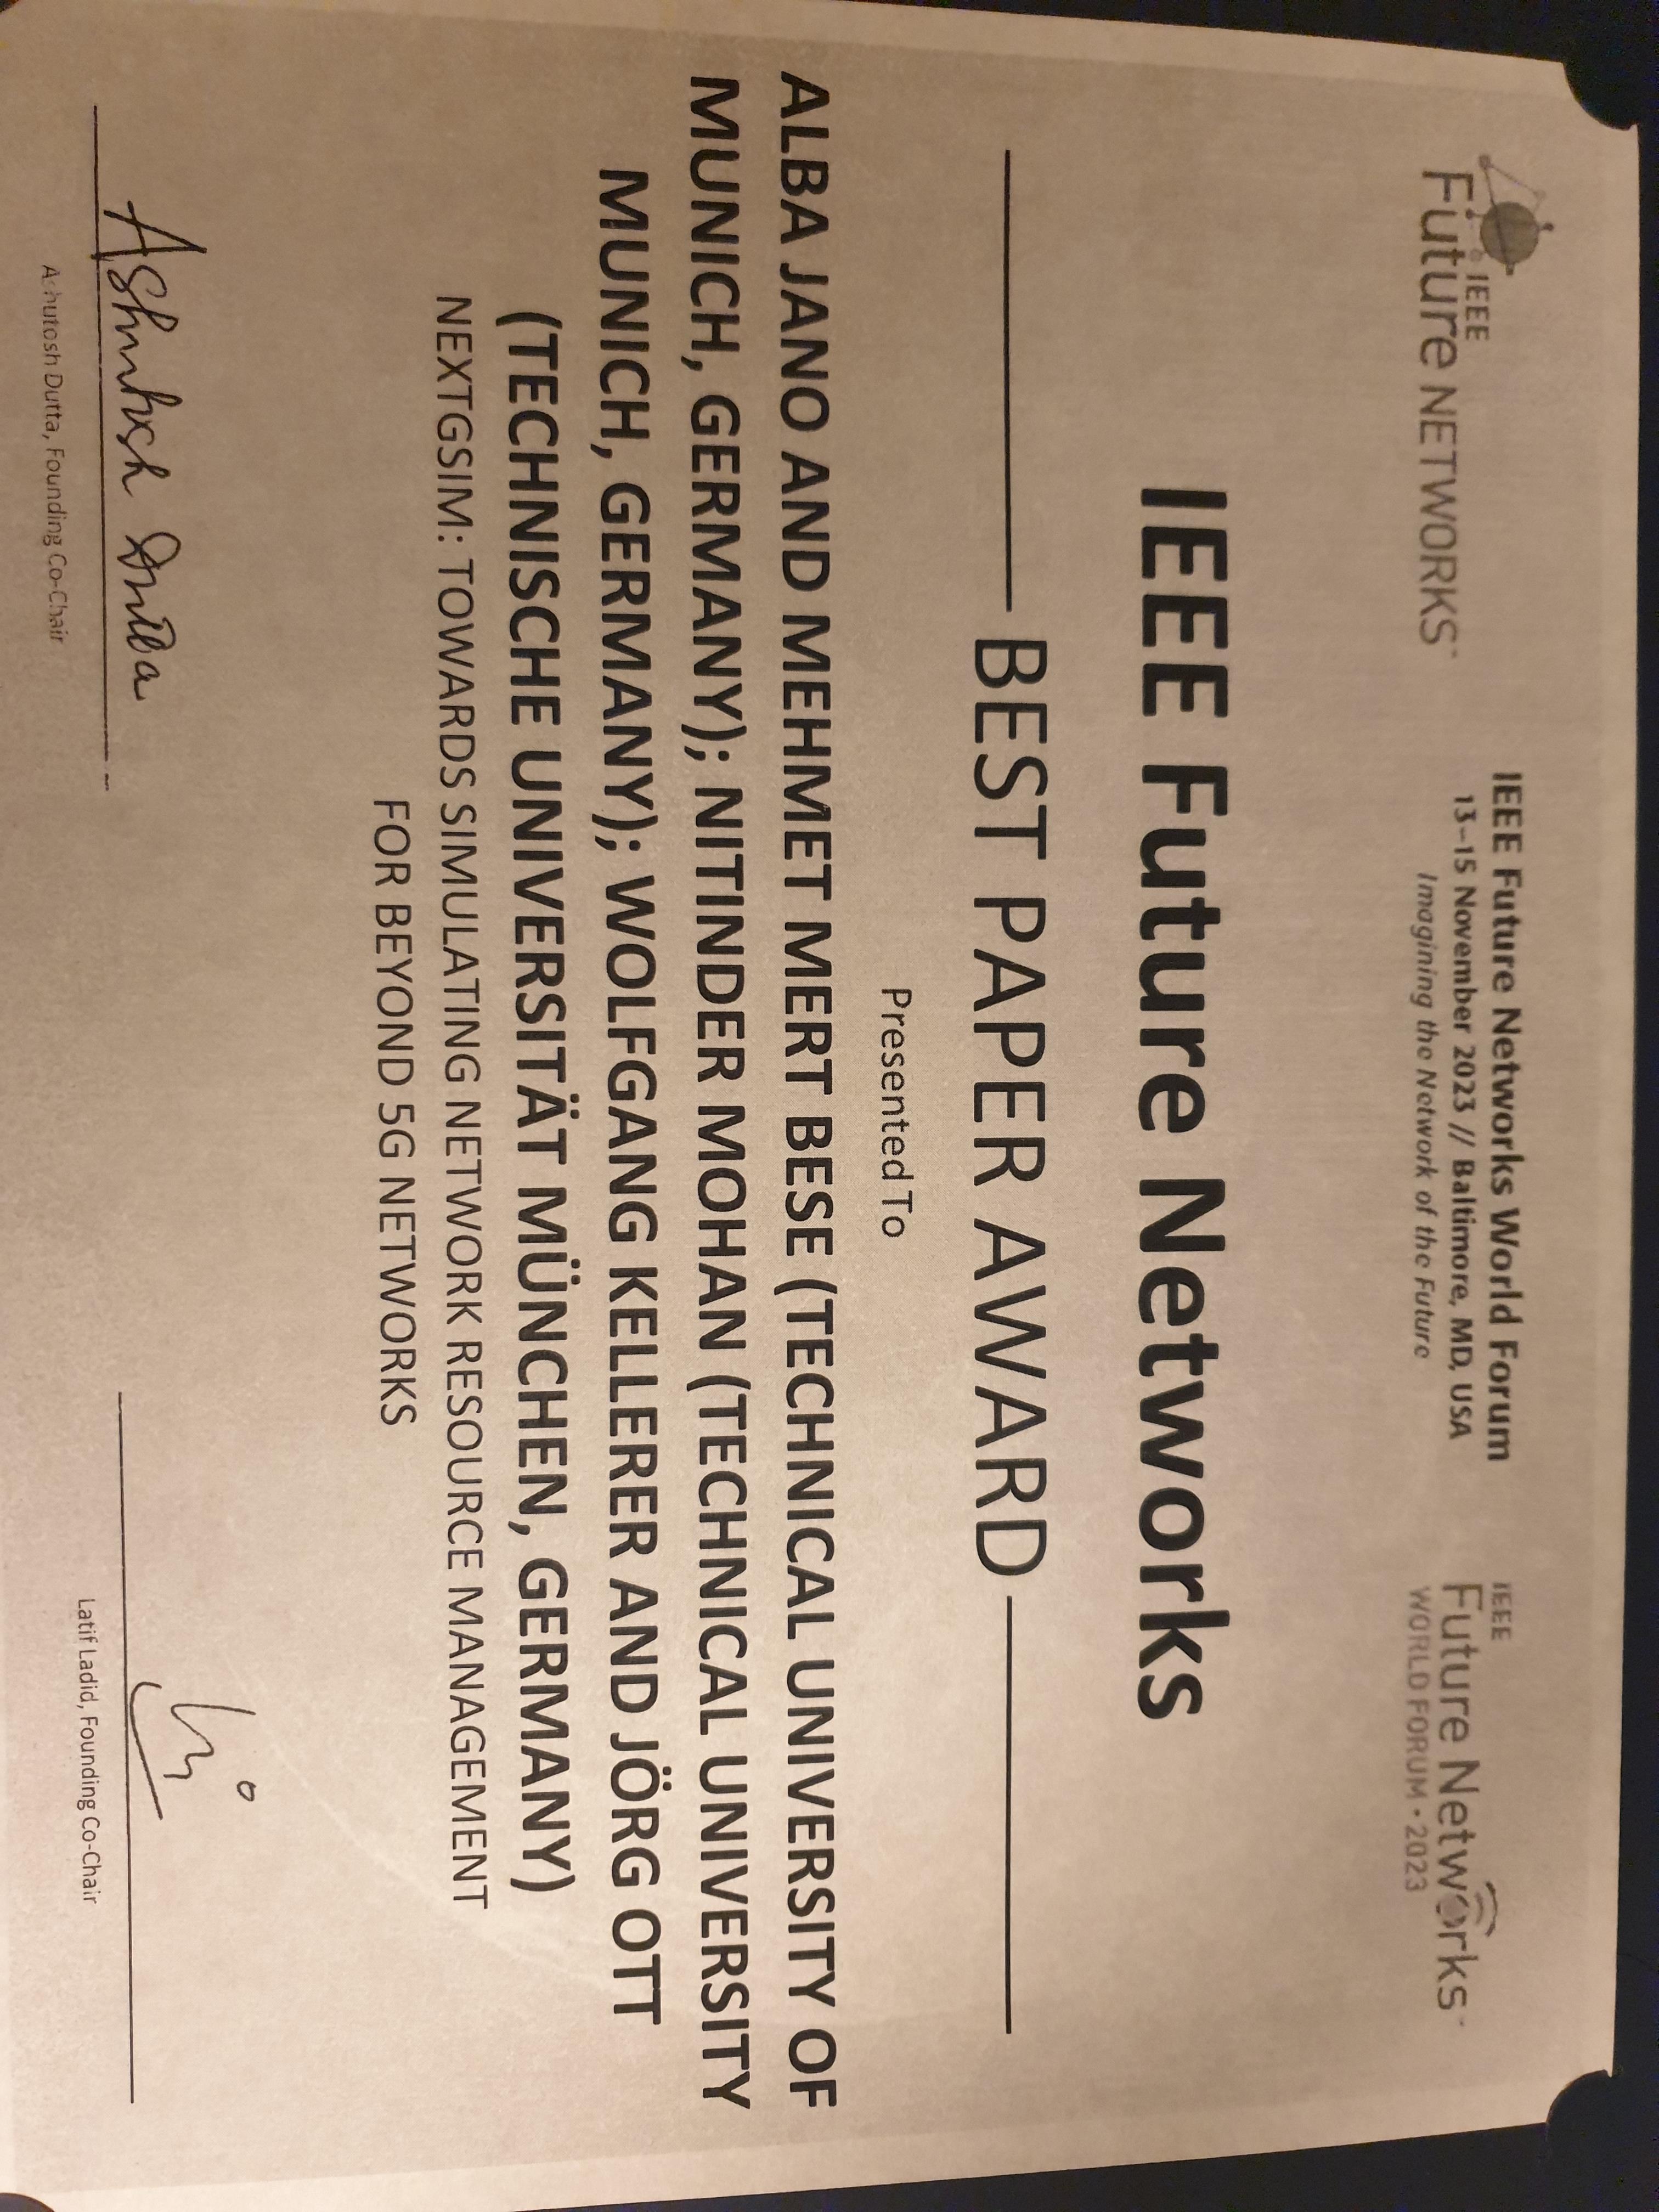 IEEE
Future NETWORKS™
IEEE Future Networks World Forum
13–15 November 2023 // Baltimore, MD, USA
Imagining the Network of the Future
IEEE
Future Networks™
WORLD FORUM • 2023
IEEE Future Networks
BEST PAPER AWARD
Presented To
ALBA JANO AND MEHMET MERT BESE (TECHNICAL UNIVERSITY OF
MUNICH, GERMANY); NITINDER MOHAN (TECHNICAL UNIVERSITY
MUNICH, GERMANY); WOLFGANG KELLERER AND JÖRG OTT
(TECHNISCHE UNIVERSITÄT MÜNCHEN, GERMANY)
NEXTGSIM: TOWARDS SIMULATING NETWORK RESOURCE MANAGEMENT
FOR BEYOND 5G NETWORKS
Ashutosh Dutta
Ashutosh Dutta, Founding Co-Chair
Latif Ladid, Founding Co-Chair